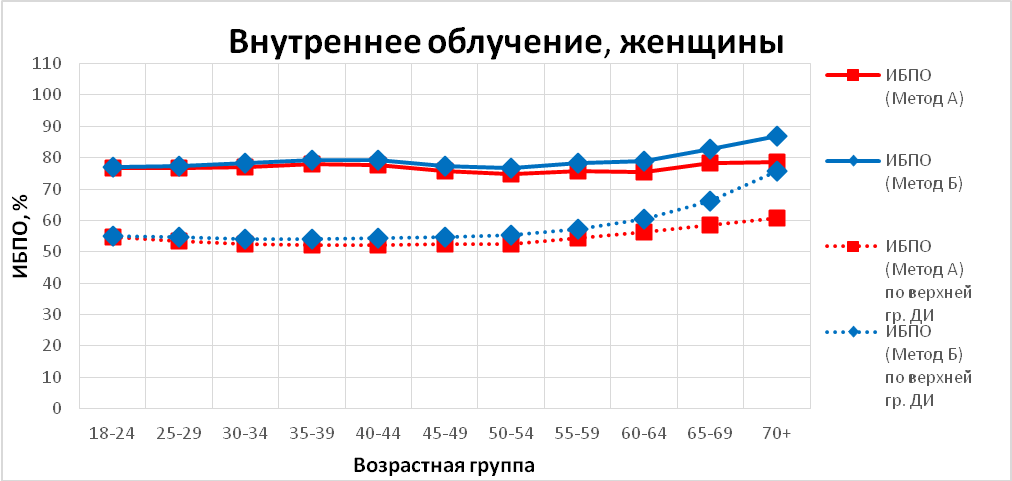 Внутреннее облучение, женщины
110
100
90
80
70
60
50
40
30
20
10
0
ИБПО, %
18-24 25-29 30-34 35-39 40-44 45-49 50-54 55-59 60-64 65-69 70+
Возрастная группа
ИБПО
(Метод А)
ИБПО
(Метод Б)
ИБПО
(Метод А)
по верхней
гр. ДИ
ИБПО
(Метод Б)
по верхней
гр. ДИ